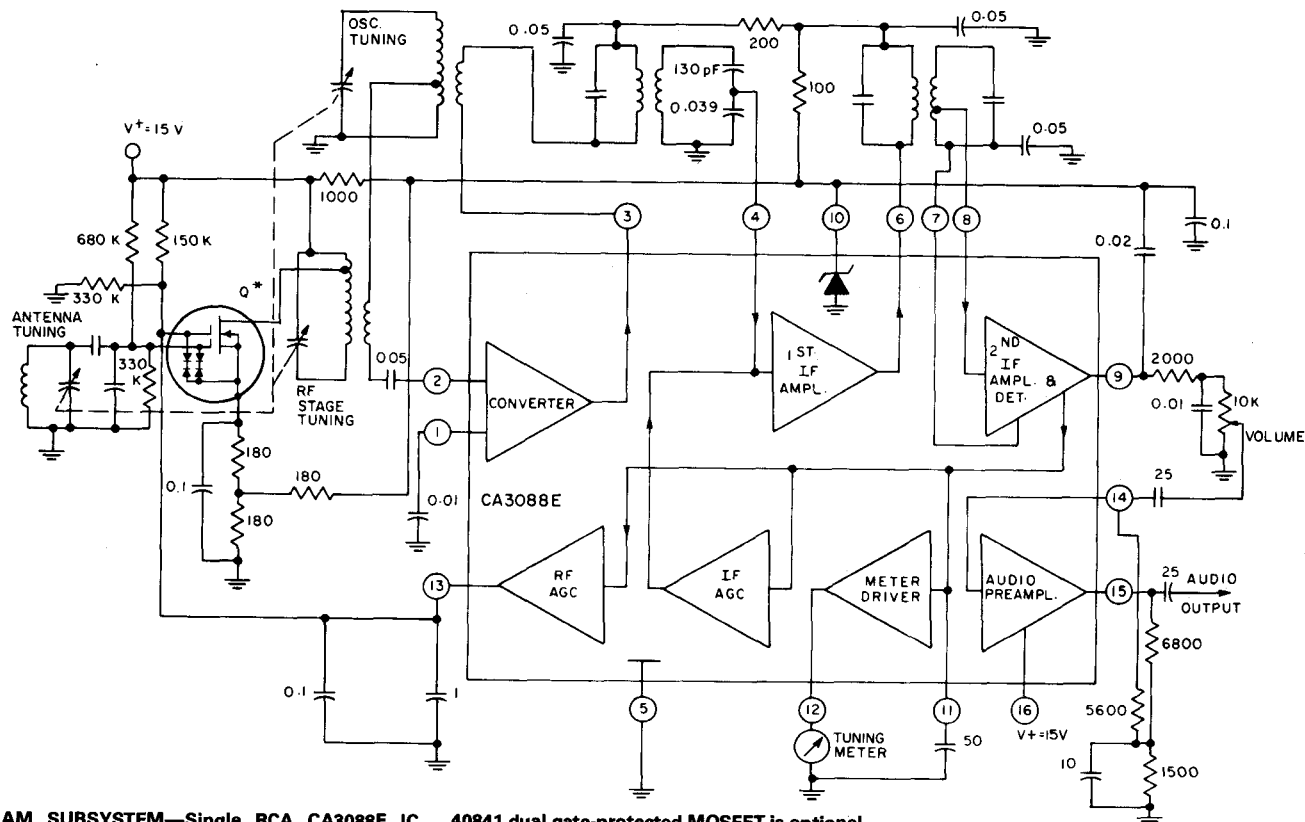 OSC.
TUNING
V+=15 V
680 K
150 K
330 K
1000
Q*
ANTENNA
TUNING
330
K
RF
STAGE
TUNING
0.05
0.05
200
0.05
130 pF
0.039
100
0.05
3
4
10
6
7
8
0.02
0.1
2
CONVERTER
1
1 ST.
IF
AMPL.
2 ND
IF
AMPL. &
DET.
9
2000
0.01
10K
VOLUME
0.1
180
180
180
0.01
CA3088E
14
25
13
RF
AGC
IF
AGC
METER
DRIVER
AUDIO
PREAMPL.
15
25
AUDIO
OUTPUT
6800
0.1
1
5
12
11
16
V+=15V
5600
TUNING
METER
50
10
1500
AM SUBSYSTEM—Single RCA CA3088E IC 40841 dual gate-protected MOSFET is optional